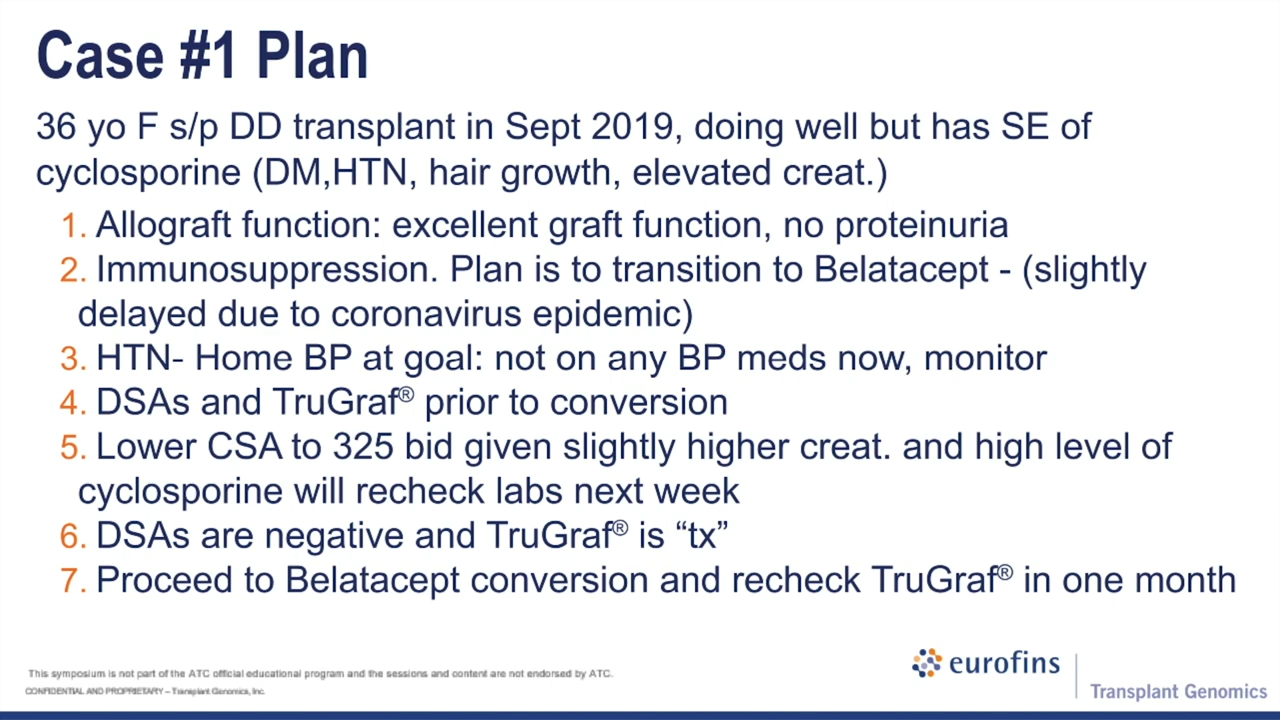 Case #1 Plan
36 yo F s/p DD transplant in Sept 2019, doing well but has SE of
cyclosporine (DM,HTN, hair growth, elevated creat.)
1. Allograft function: excellent graft function, no proteinuria
2. Immunosuppression. Plan is to transition to Belatacept - (slightly
delayed due to coronavirus epidemic)
3. HTN- Home BP at goal: not on any BP meds now, monitor
4. DSAs and TruGraf® prior to conversion
5. Lower CSA to 325 bid given slightly higher creat. and high level of
cyclosporine will recheck labs next week
6. DSAs are negative and TruGraf® is “tx”
7. Proceed to Belatacept conversion and recheck TruGraf® in one month
This symposium is not part of the ATC official educational program and the sessions and content are not endorsed by ATC.
CONFIDENTIAL AND PROPRIETARY – Transplant Genomics, Inc.
eurofins
Transplant Genomics